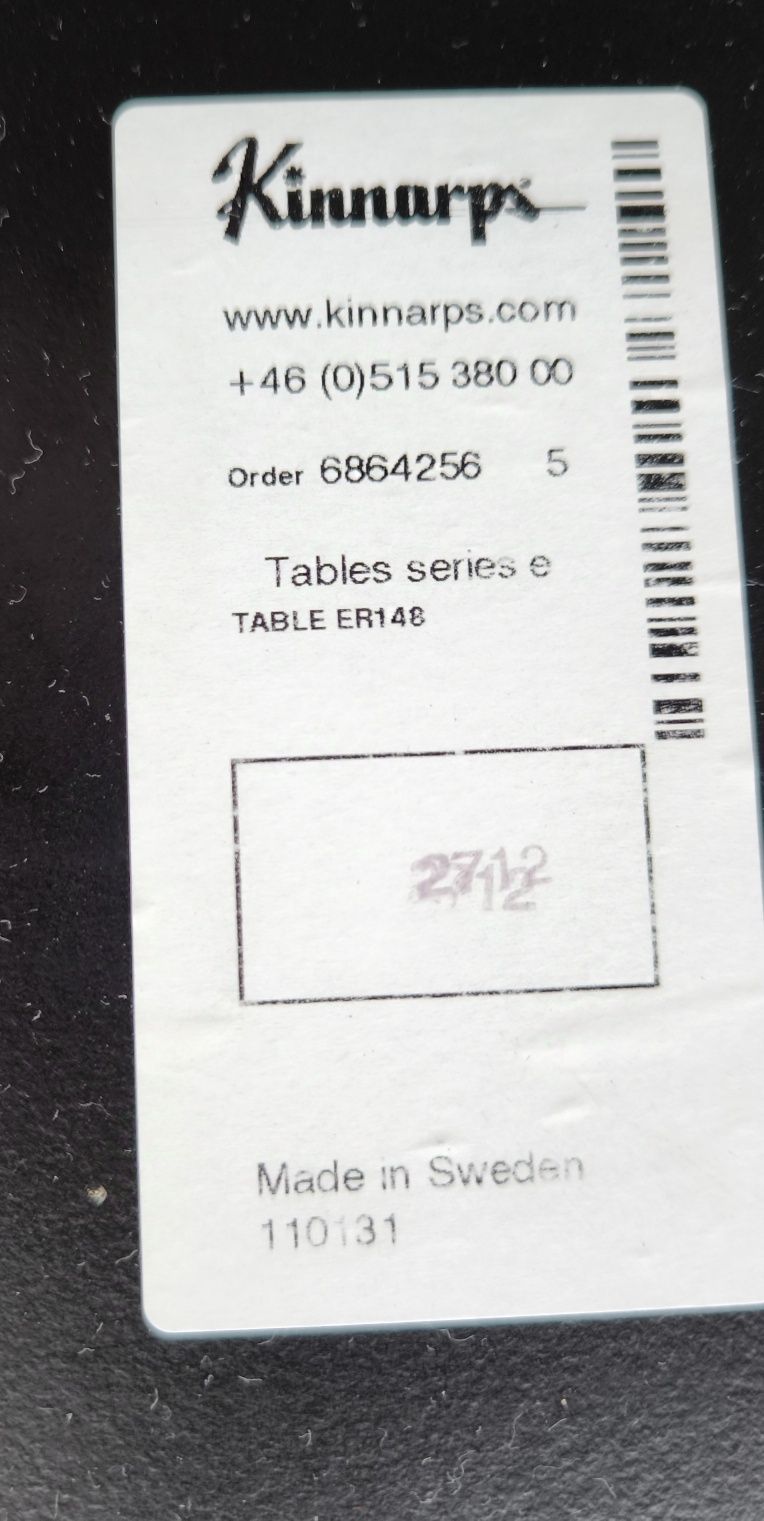 Kinnarps
www.kinnarps.com
+46 (0)515 380 00
Order 6864256 5
Tables series e
TABLE ER148
2712
Made in Sweden
110131